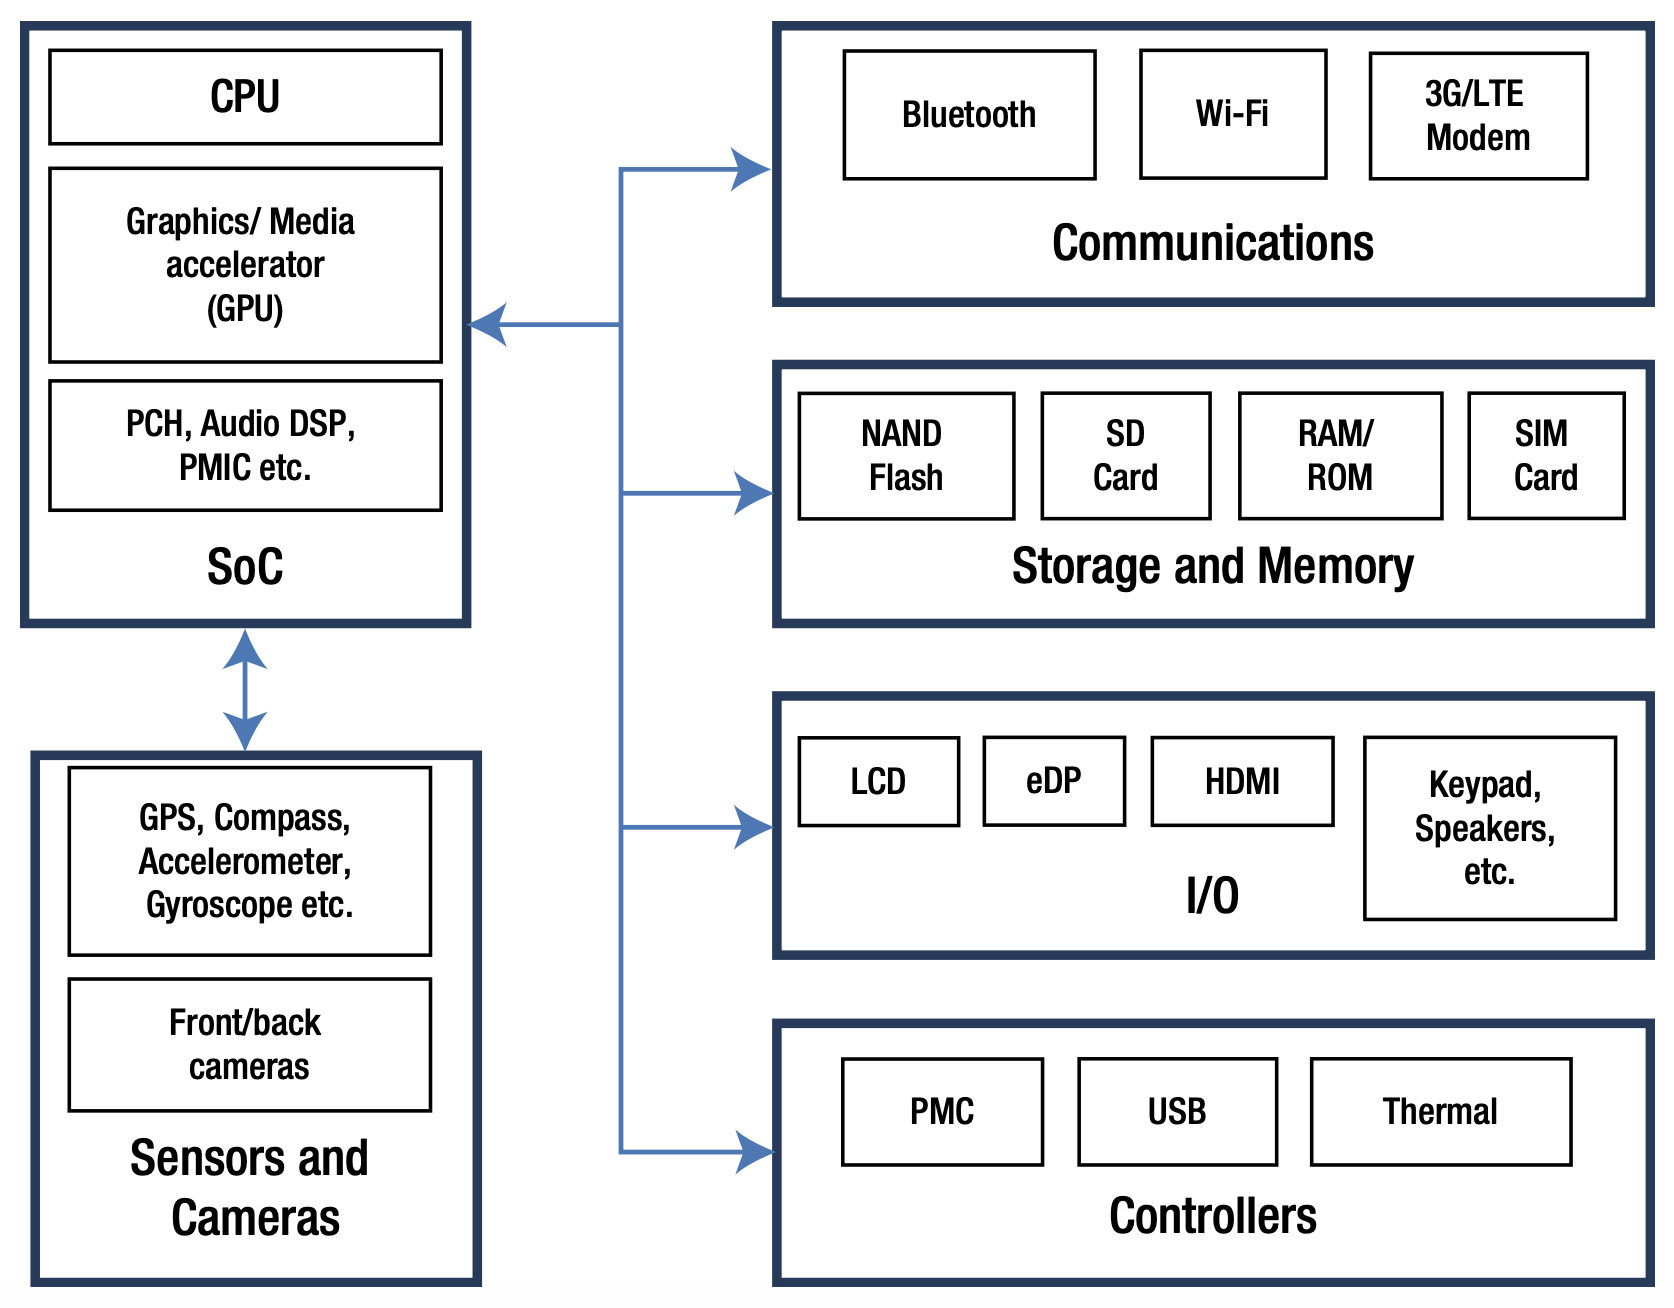 CPU
Graphics/ Media
accelerator
(GPU)
PCH, Audio DSP,
PMIC etc.
SoC
GPS, Compass,
Accelerometer,
Gyroscope etc.
Front/back
cameras
Sensors and
Cameras
Bluetooth
Wi-Fi
3G/LTE
Modem
Communications
NAND
Flash
SD
Card
RAM/
ROM
SIM
Card
Storage and Memory
LCD
eDP
HDMI
Keypad,
Speakers,
etc.
I/O
PMC
USB
Thermal
Controllers